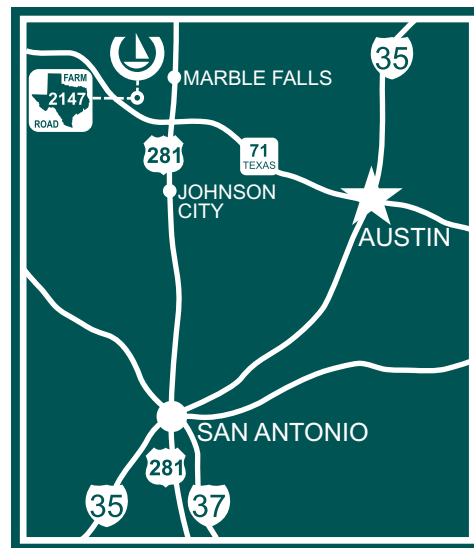 35
FARM
2147
ROAD
MARBLE FALLS
281
71
TEXAS
JOHNSON
CITY
AUSTIN
SAN ANTONIO
281
35
37